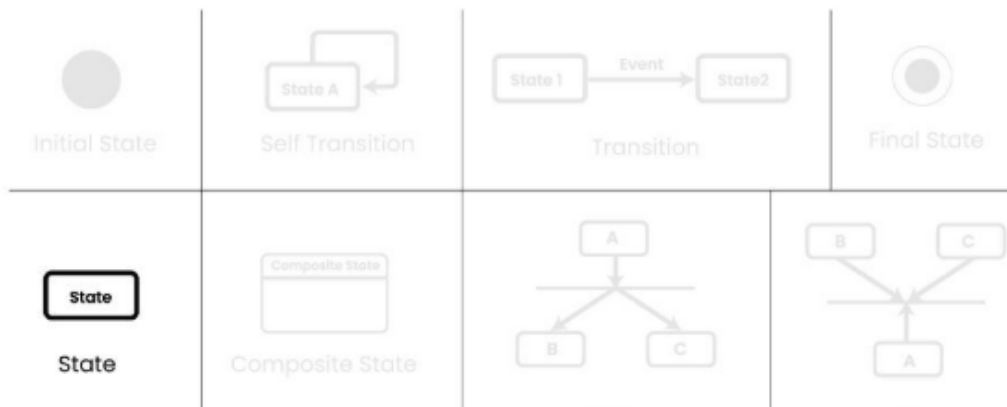 State A
Event
State 1
State2
Initial State
Self Transition
Transition
Final State
State
State
Composite State
Composite State
A
B
C
B
C
A